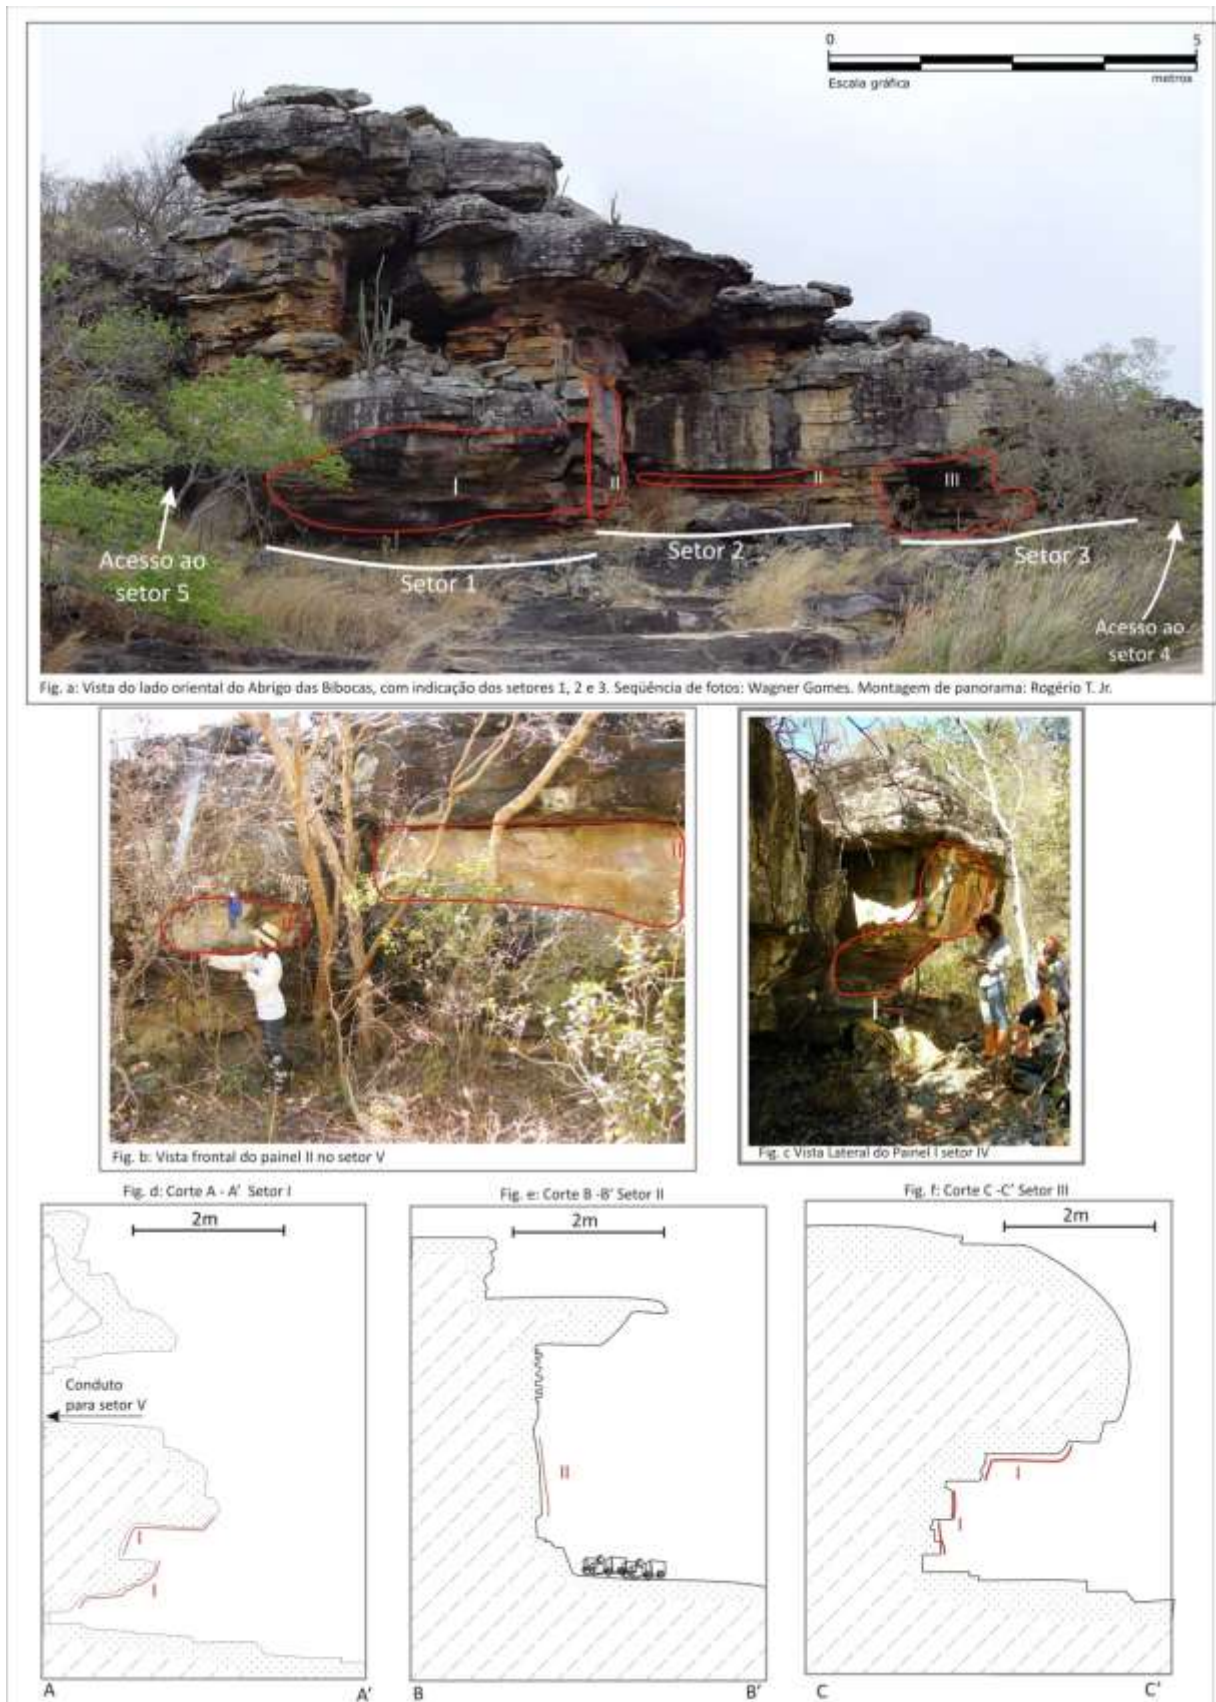 0 5
Escala gráfica
metros
I
II
II
III
I
Acesso ao
setor 5
Setor 1
Setor 2
Setor 3
Acesso ao
setor 4
Fig. a: Vista do lado oriental do Abrigo das Bibocas, com indicação dos setores 1, 2 e 3. Seqüência de fotos: Wagner Gomes. Montagem de panorama: Rogério T. Jr.
II
II
I
Fig. b: Vista frontal do painel II no setor V
Fig. c Vista Lateral do Painel I setor IV
Fig. d: Corte A - A' Setor I
Fig. e: Corte B -B' Setor II
Fig. f: Corte C -C' Setor III
2m
2m
2m
Conduto
para setor V
I
I
II
I
I
A A'
B B'
C C'